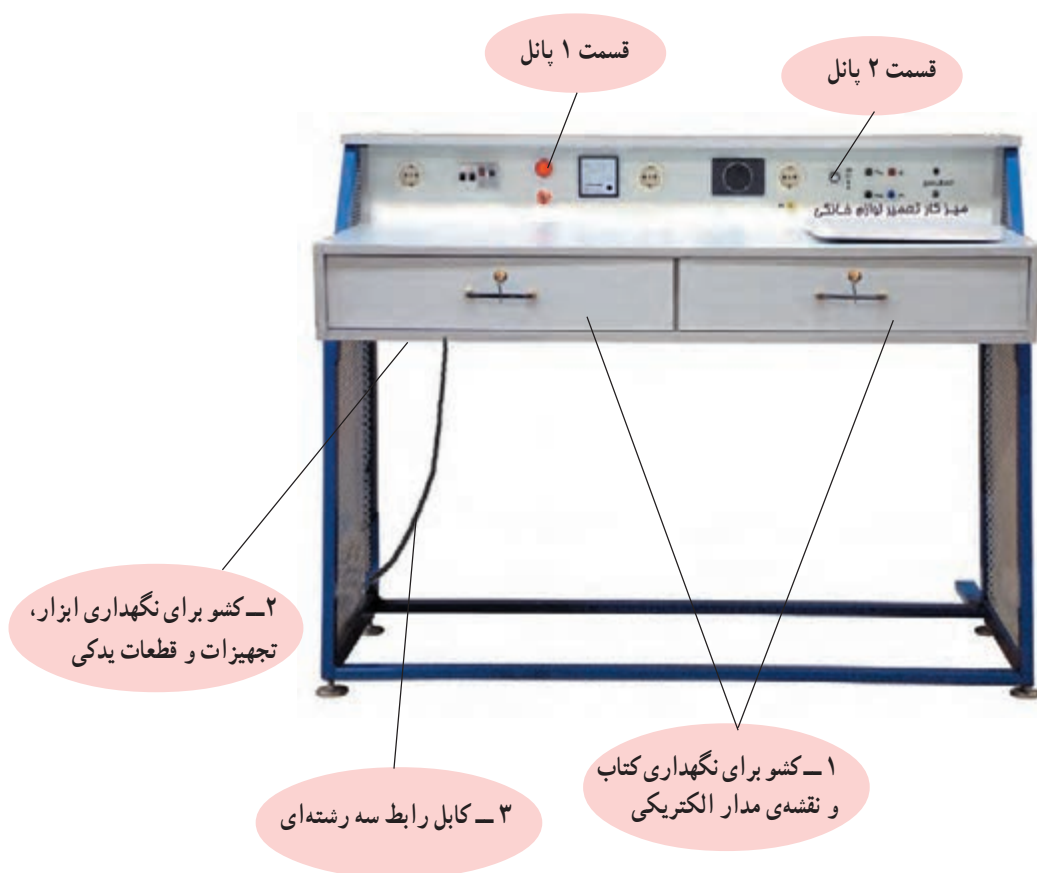 قسمت ۱ پانل
قسمت ۲ پانل
میز کار تعمیر لوازم خانگی
۲ــ کشو برای نگهداری ابزار،
تجهیزات و قطعات یدکی
۱ ــ کشو برای نگهداری کتاب
و نقشه‌ی مدار الکتریکی
۳ ــ کابل رابط سه رشته‌ای